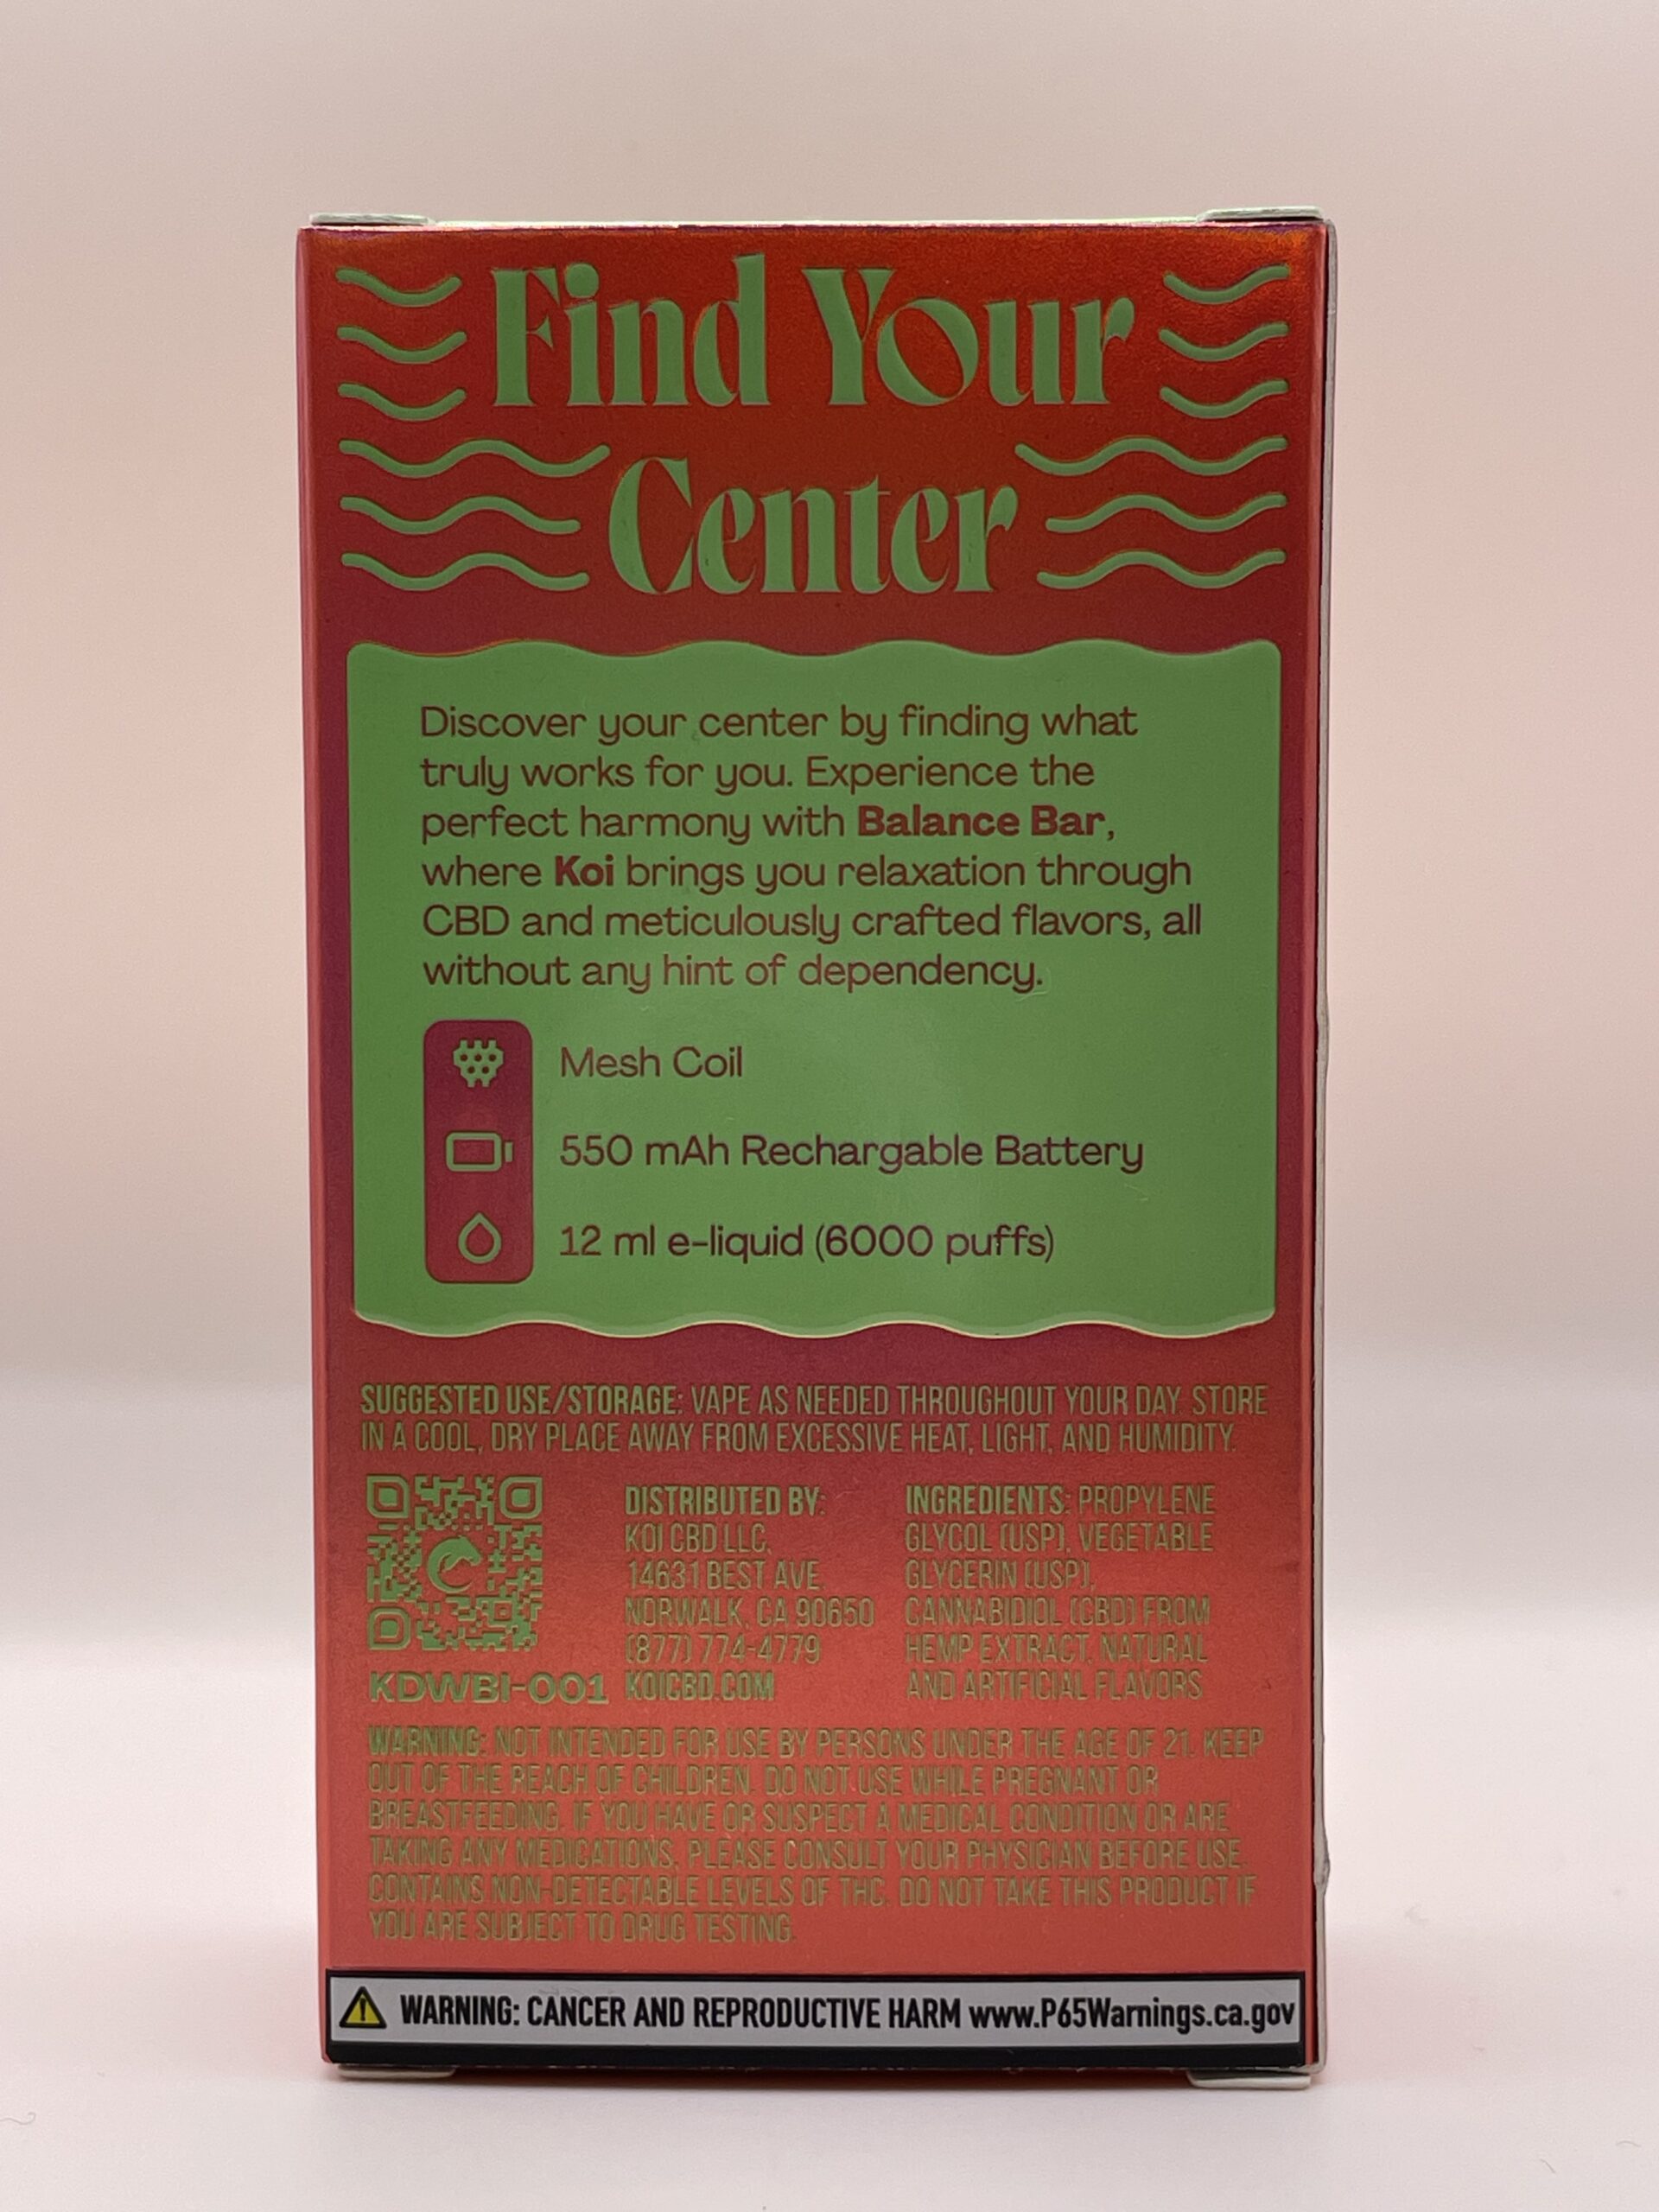 Find Your
Center
Discover your center by finding what
truly works for you. Experience the
perfect harmony with Balance Bar,
where Koi brings you relaxation through
CBD and meticulously crafted flavors, all
without any hint of dependency.
Mesh Coil
550 mAh Rechargable Battery
12 ml e-liquid (6000 puffs)
SUGGESTED USE/STORAGE: VAPE AS NEEDED THROUGHOUT YOUR DAY. STORE
IN A COOL, DRY PLACE AWAY FROM EXCESSIVE HEAT, LIGHT, AND HUMIDITY.
KDWBI-001
DISTRIBUTED BY:
KOI CBD LLC,
14631 BEST AVE
NORWALK, CA 90650
(877) 774-4779
KOICBD.COM
INGREDIENTS: PROPYLENE
GLYCOL (USP), VEGETABLE
GLYCERIN (USP),
CANNABIDIOL (CBD) FROM
HEMP EXTRACT, NATURAL
AND ARTIFICIAL FLAVORS
WARNING: NOT INTENDED FOR USE BY PERSONS UNDER THE AGE OF 21. KEEP
OUT OF THE REACH OF CHILDREN. DO NOT USE WHILE PREGNANT OR
BREASTFEEDING. IF YOU HAVE OR SUSPECT A MEDICAL CONDITION OR ARE
TAKING ANY MEDICATIONS, PLEASE CONSULT YOUR PHYSICIAN BEFORE USE.
CONTAINS NON-DETECTABLE LEVELS OF THC. DO NOT TAKE THIS PRODUCT IF
YOU ARE SUBJECT TO DRUG TESTING.
WARNING: CANCER AND REPRODUCTIVE HARM www.P65Warnings.ca.gov